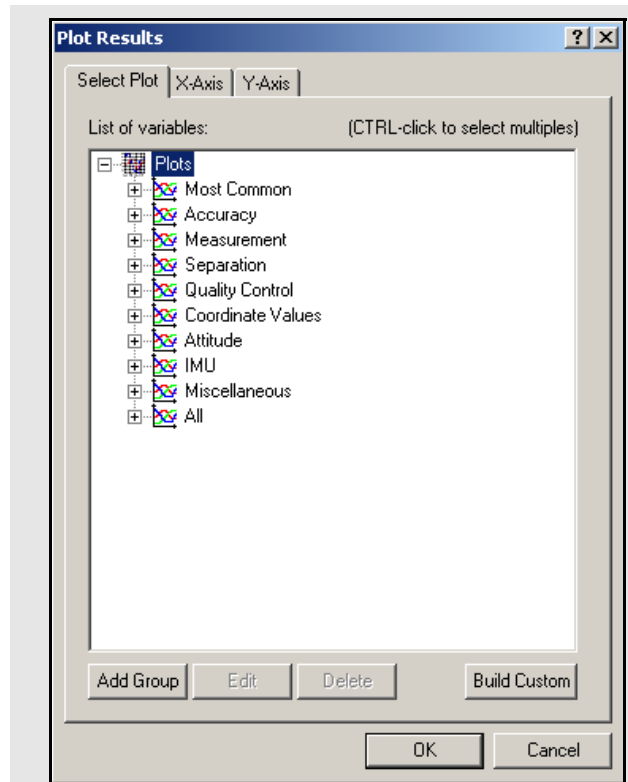 Plot Results
Select Plot X-Axis Y-Axis
List of variables: (CTRL-click to select multiples)
Plots
Most Common
Accuracy
Measurement
Separation
Quality Control
Coordinate Values
Attitude
IMU
Miscellaneous
All
Add Group Edit Delete Build Custom
OK Cancel